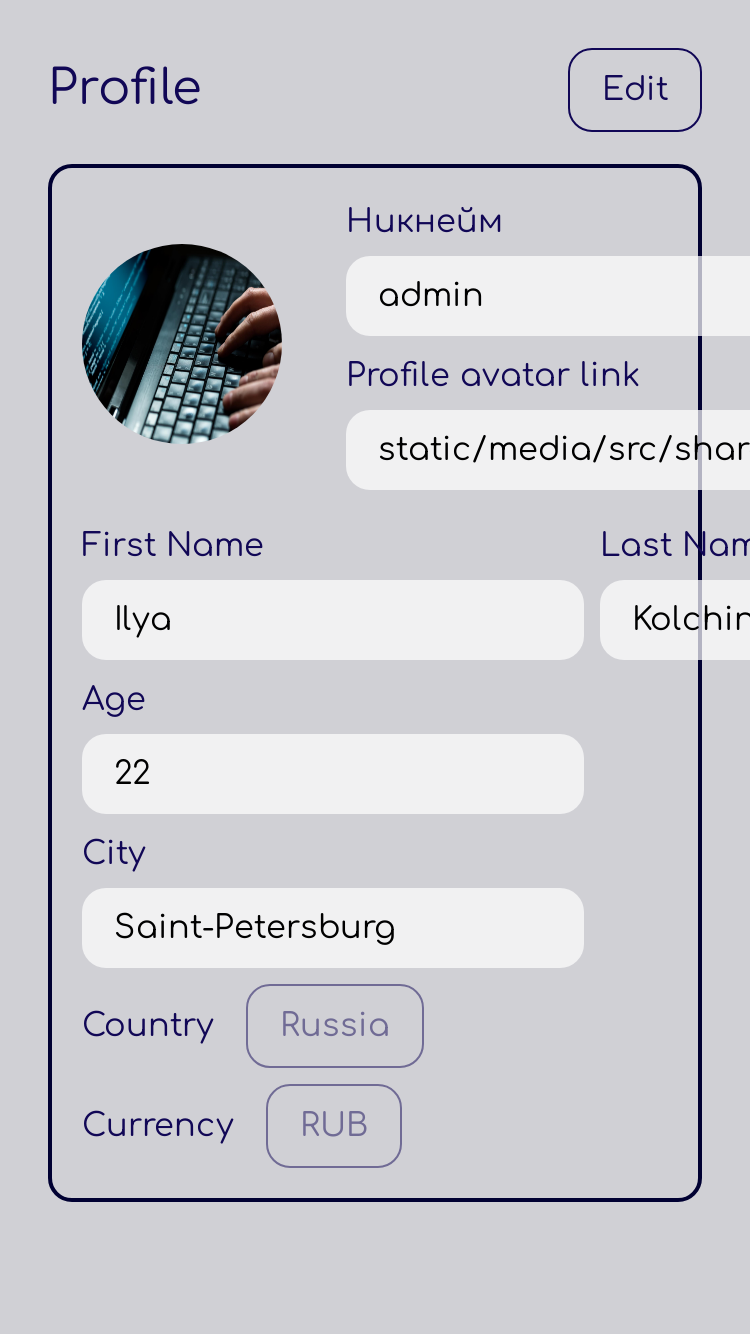 Profile
Edit
Никнейм
admin
Profile avatar link
static/media/src/shar
First Name
Last Nam
Ilya
Kolchin
Age
22
City
Saint-Petersburg
Country
Russia
Currency
RUB